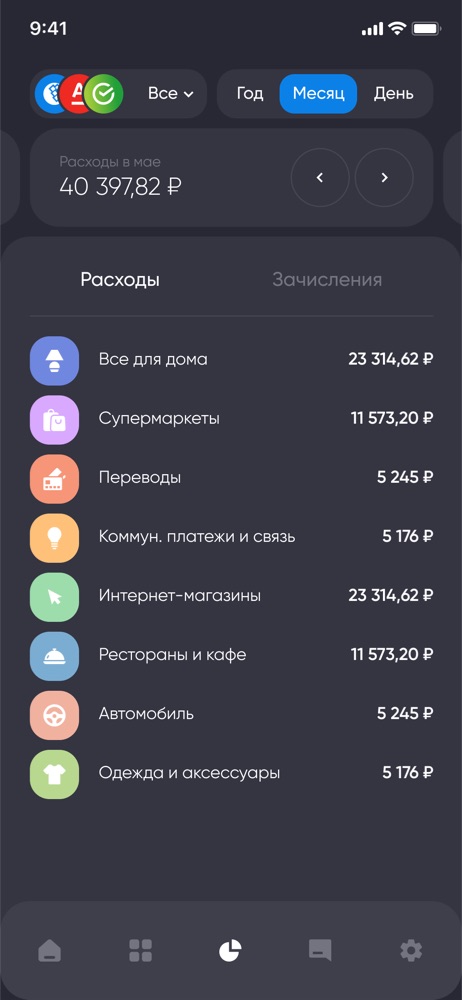 9:41
А
Все
Год
Месяц
День
Расходы в мае
40 397,82 ₽
Расходы
Зачисления
Все для дома
23 314,62 ₽
Супермаркеты
11 573,20 ₽
Переводы
5 245 ₽
Коммун. платежи и связь
5 176 ₽
Интернет-магазины
23 314,62 ₽
Рестораны и кафе
11 573,20 ₽
Автомобиль
5 245 ₽
Одежда и аксессуары
5 176 ₽